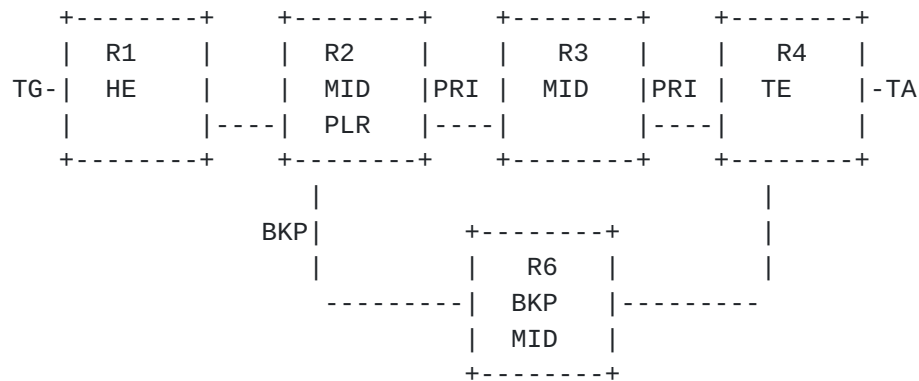 +--------+ +--------+ +--------+ +--------+
| R1 | | R2 | | R3 | | R4 |
TG-| HE | | MID |PRI | MID |PRI | TE |-TA
| |----| PLR |----| |----| |
+--------+ +--------+ +--------+ +--------+
| |
BKP| +--------+ |
| | R6 | |
---------| BKP |---------
| MID |
+--------+